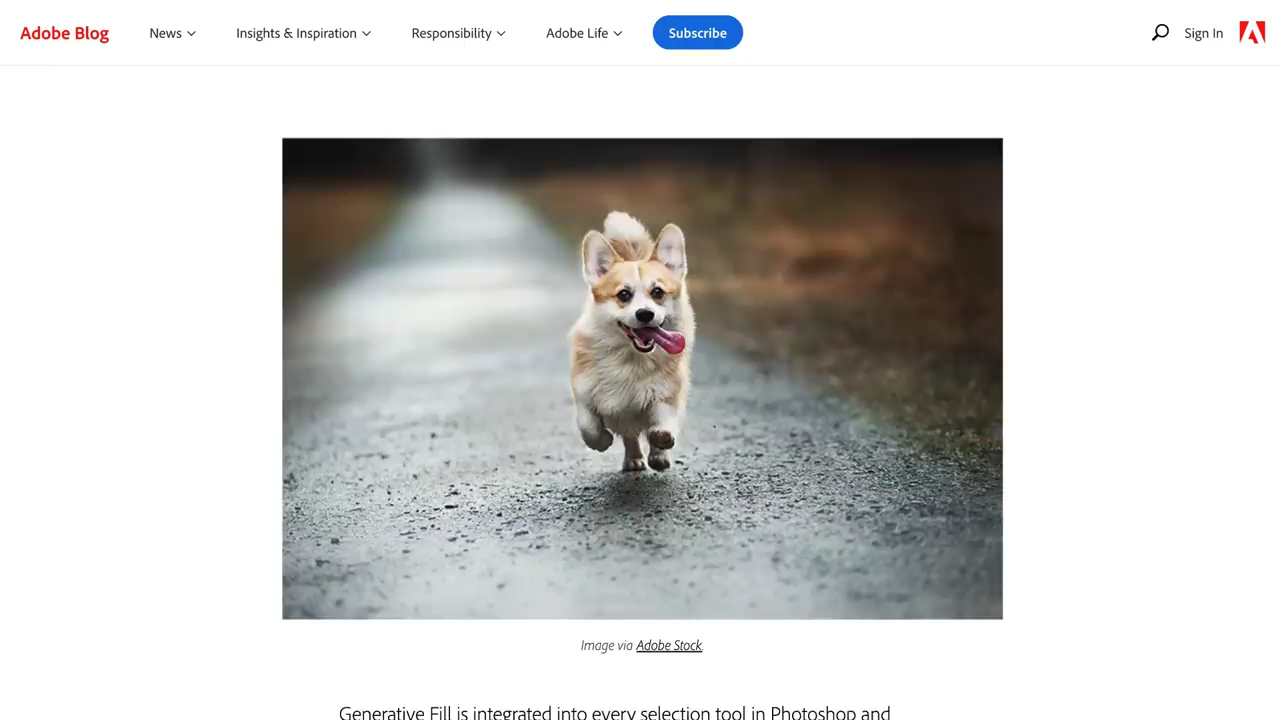 Adobe Blog
News
Insights & Inspiration
Responsibility
Adobe Life
Subscribe
Sign In
Image via Adobe Stock.
Generative Fill is integrated into every selection tool in Photoshop and